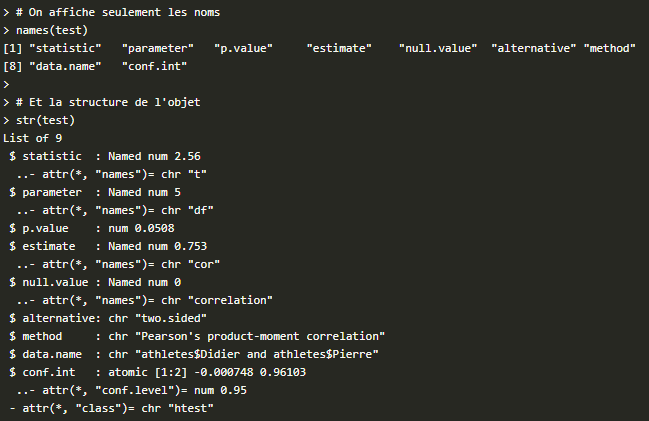 > # On affiche seulement les noms
> names(test)
[1] "statistic"   "parameter"   "p.value"     "estimate"    "null.value"  "alternative" "method"
[8] "data.name"   "conf.int"
>
> # Et la structure de l'objet
> str(test)
List of 9
 $ statistic  : Named num 2.56
  ..- attr(*, "names")= chr "t"
 $ parameter  : Named num 5
  ..- attr(*, "names")= chr "df"
 $ p.value    : num 0.0508
 $ estimate   : Named num 0.753
  ..- attr(*, "names")= chr "cor"
 $ null.value : Named num 0
  ..- attr(*, "names")= chr "correlation"
 $ alternative: chr "two.sided"
 $ method     : chr "Pearson's product-moment correlation"
 $ data.name  : chr "athletes$Didier and athletes$Pierre"
 $ conf.int   : atomic [1:2] -0.000748 0.96103
  ..- attr(*, "conf.level")= num 0.95
 - attr(*, "class")= chr "htest"